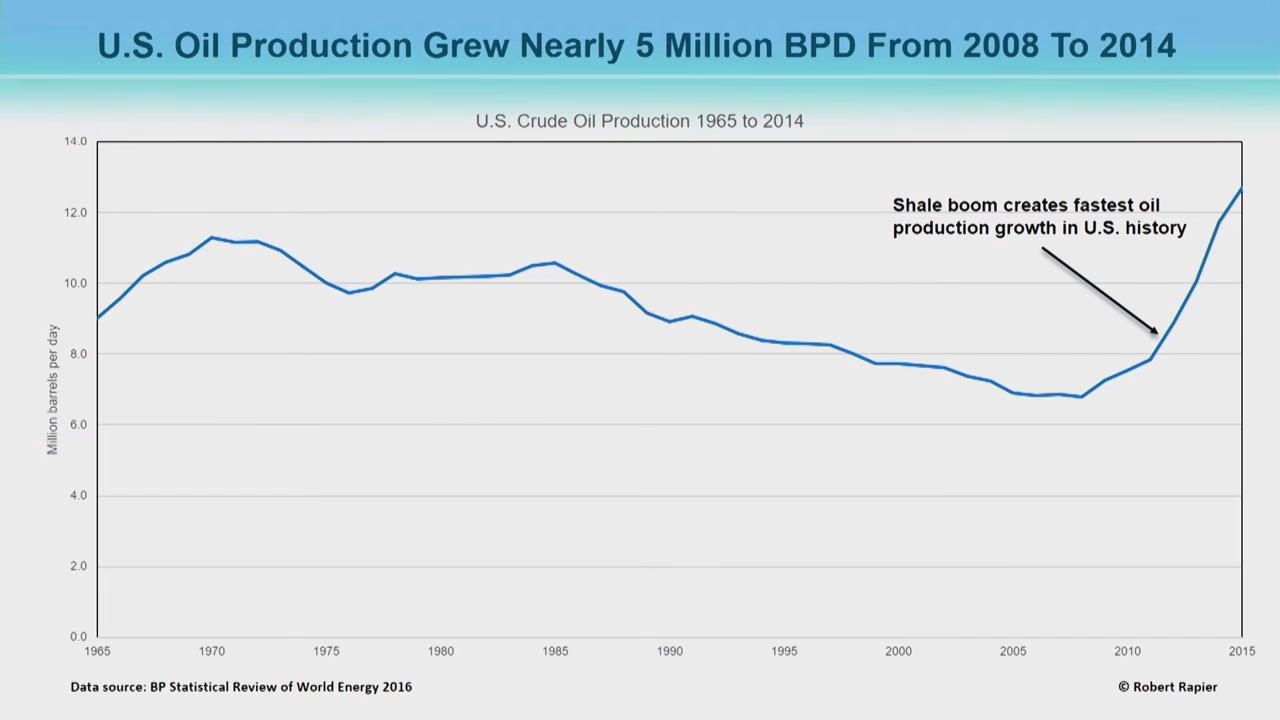 U.S. Oil Production Grew Nearly 5 Million BPD From 2008 To 2014
U.S. Crude Oil Production 1965 to 2014
14.0
12.0
10.0
8.0
6.0
4.0
2.0
0.0
Million barrels per day
Shale boom creates fastest oil
production growth in U.S. history
1965 1970 1975 1980 1985 1990 1995 2000 2005 2010 2015
Data source: BP Statistical Review of World Energy 2016
© Robert Rapier